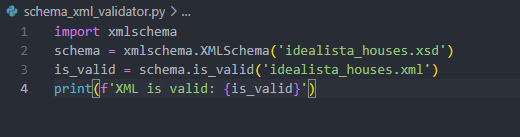 schema_xml_validator.py > ...
1 import xmlschema
2 schema = xmlschema.XMLSchema('idealista_houses.xsd')
3 is_valid = schema.is_valid('idealista_houses.xml')
4 print(f'XML is valid: {is_valid}')